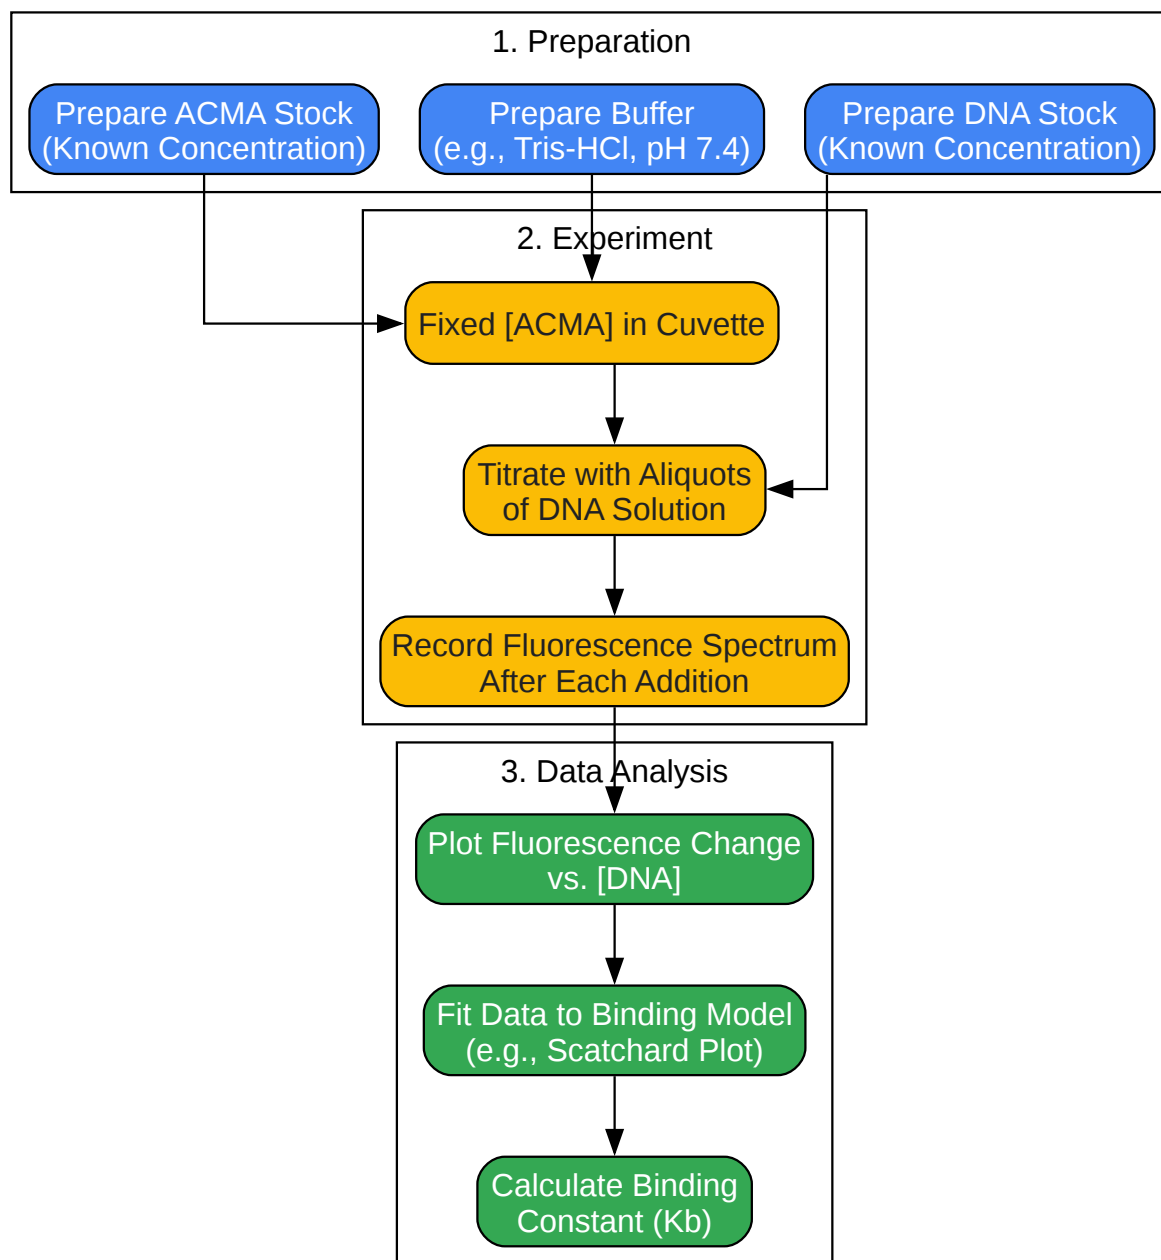 1. Preparation
Prepare ACMA Stock
(Known Concentration)
Prepare Buffer
(e.g., Tris-HCl, pH 7.4)
Prepare DNA Stock
(Known Concentration)
2. Experiment
Fixed [ACMA] in Cuvette
Titrate with Aliquots
of DNA Solution
Record Fluorescence Spectrum
After Each Addition
3. Data Analysis
Plot Fluorescence Change
vs. [DNA]
Fit Data to Binding Model
(e.g., Scatchard Plot)
Calculate Binding
Constant (Kb)